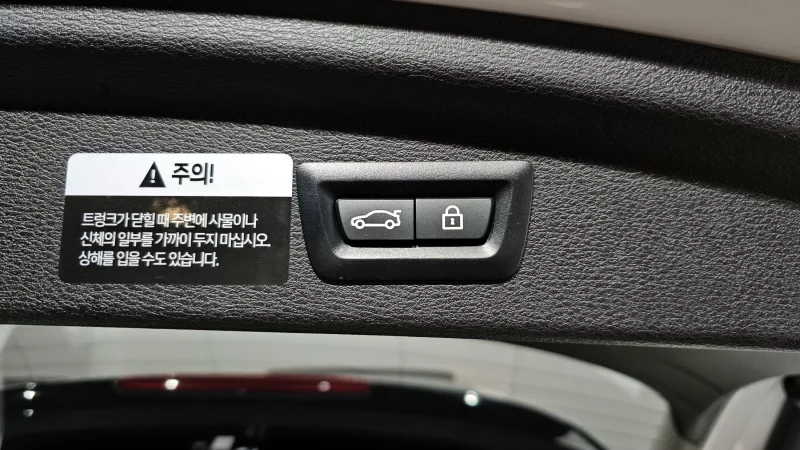 주의!
트렁크가 닫힐 때 주변에 사물이나
신체의 일부를 가까이 두지 마십시오.
상해를 입을 수도 있습니다.